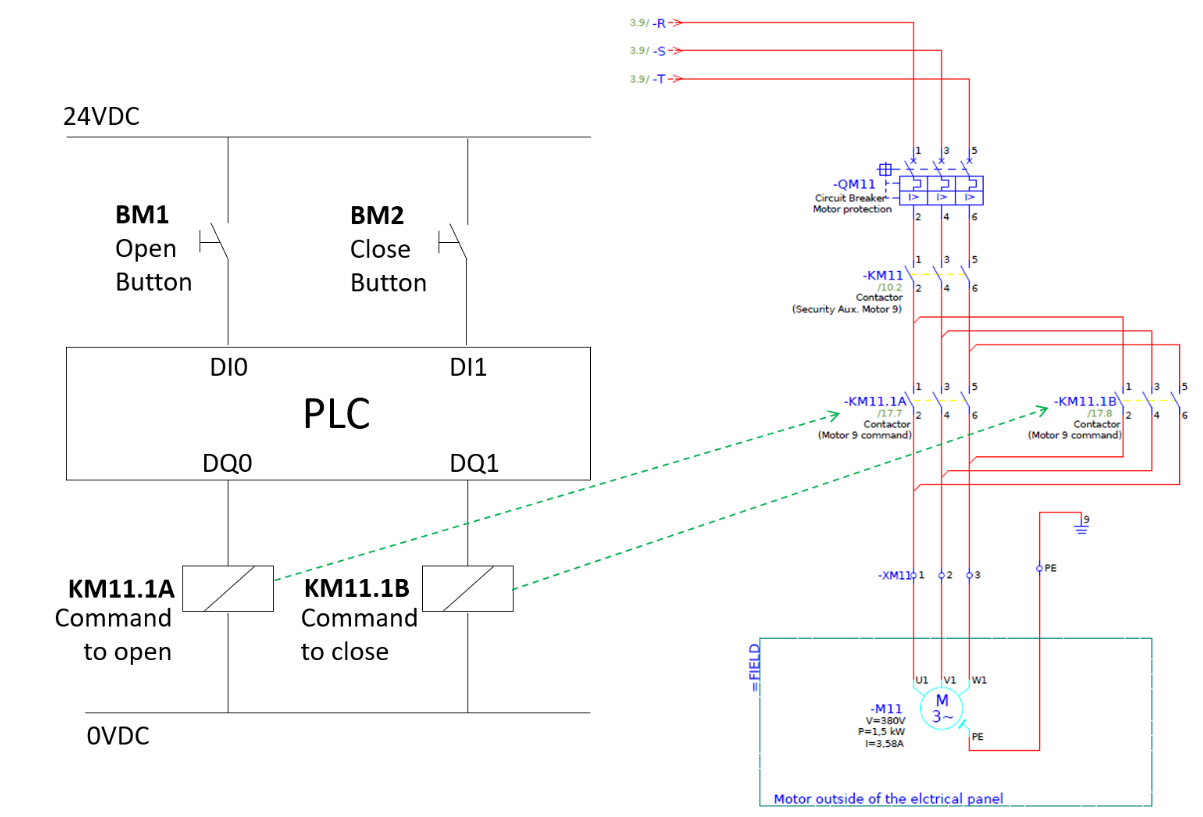 24VDC
BM1
Open
Button
BM2
Close
Button
DI0
DI1
PLC
DQ0
DQ1
KM11.1A
Command
to open
KM11.1B
Command
to close
0VDC
3.9/ -R
3.9/ -S
3.9/ -T
1 3 5
-QM11
Circuit Breaker
Motor protection
I> I> I>
2 4 6
1 3 5
-KM11
/10.2
2 4 6
Contactor
(Security Aux. Motor 9)
1 3 5
-KM11.1A
/17.7
2 4 6
Contactor
(Motor 9 command)
1 3 5
-KM11.1B
/17.8
2 4 6
Contactor
(Motor 9 command)
9
PE
-XM11 1 2 3
=FIELD
U1 V1 W1
M
3~
-M11
V=380V
P=1,5 kW
I=3,58A
PE
Motor outside of the elctrical panel